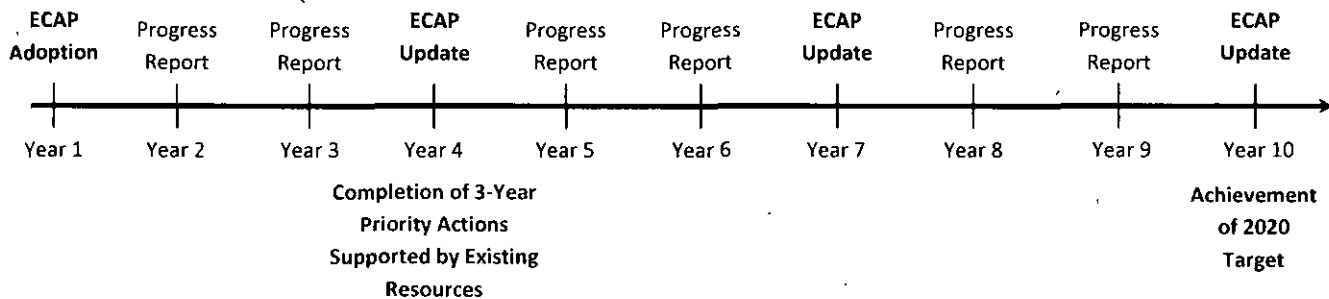 ECAP
Adoption
Progress
Report
Progress
Report
ECAP
Update
Progress
Report
Progress
Report
ECAP
Update
Progress
Report
Progress
Report
ECAP
Update
Year 1
Year 2
Year 3
Year 4
Year 5
Year 6
Year 7
Year 8
Year 9
Year 10
Completion of 3-Year
Priority Actions
Supported by Existing
Resources
Achievement
of 2020
Target